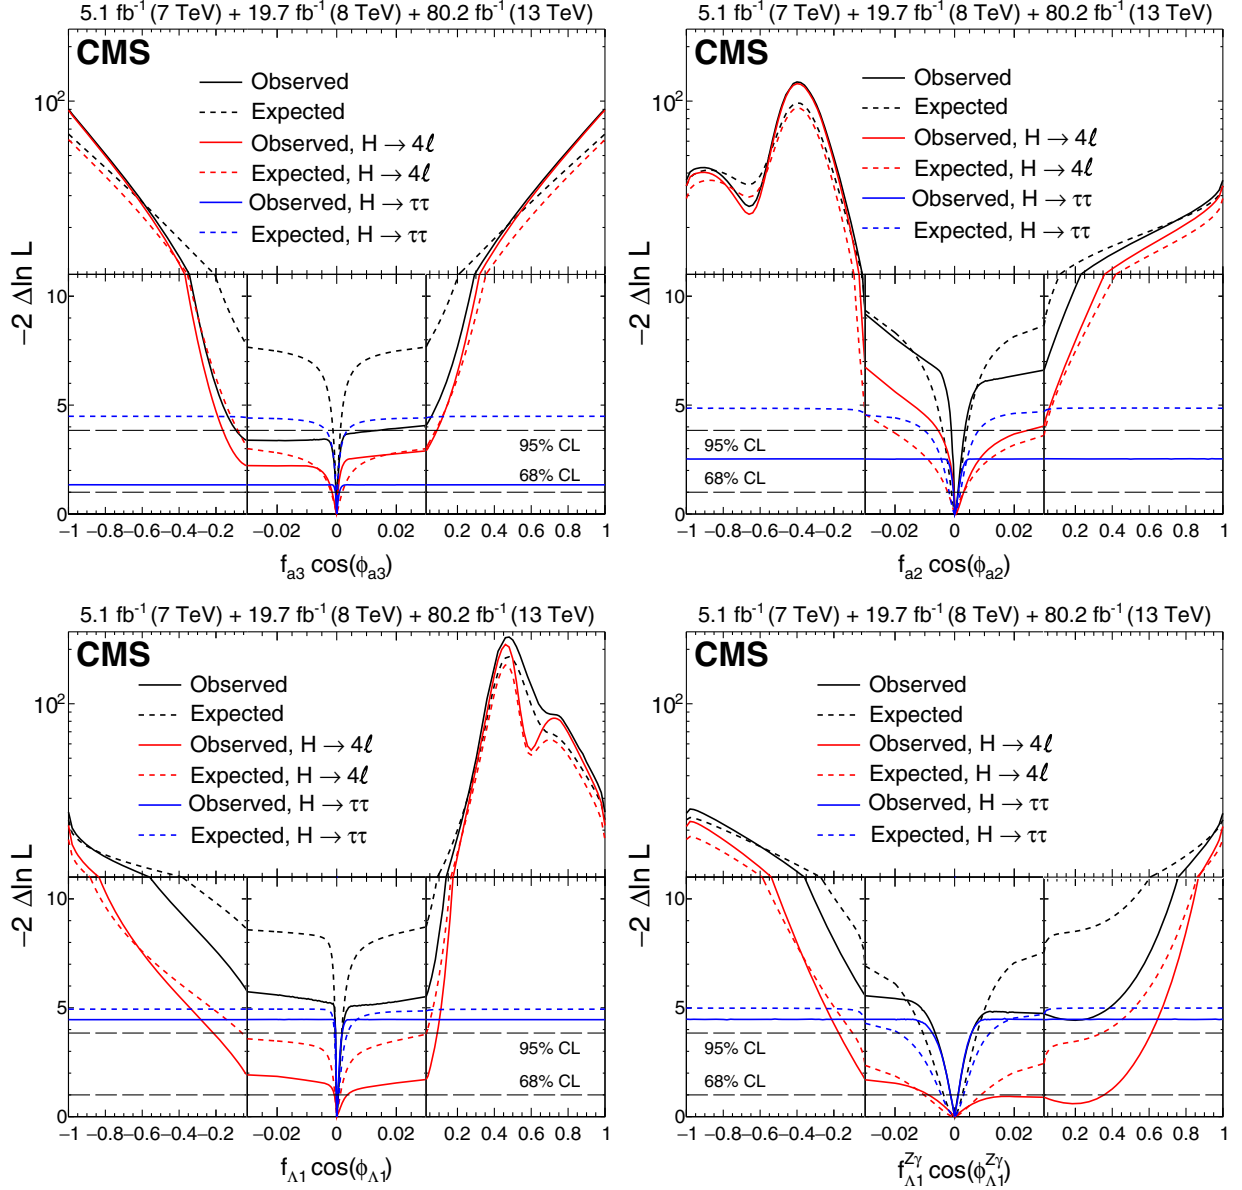 5.1 fb⁻¹ (7 TeV) + 19.7 fb⁻¹ (8 TeV) + 80.2 fb⁻¹ (13 TeV)
CMS
Observed
Expected
Observed, H → 4ℓ
Expected, H → 4ℓ
Observed, H → ττ
Expected, H → ττ
10²
−2 Δln L
10
5
0
95% CL
68% CL
−1 −0.8 −0.6 −0.4 −0.2 −0.02 0 0.02 0.2 0.4 0.6 0.8 1
f_a3 cos(ϕ_a3)
5.1 fb⁻¹ (7 TeV) + 19.7 fb⁻¹ (8 TeV) + 80.2 fb⁻¹ (13 TeV)
CMS
Observed
Expected
Observed, H → 4ℓ
Expected, H → 4ℓ
Observed, H → ττ
Expected, H → ττ
10²
−2 Δln L
10
5
0
95% CL
68% CL
−1 −0.8 −0.6 −0.4 −0.2 −0.02 0 0.02 0.2 0.4 0.6 0.8 1
f_a2 cos(ϕ_a2)
5.1 fb⁻¹ (7 TeV) + 19.7 fb⁻¹ (8 TeV) + 80.2 fb⁻¹ (13 TeV)
CMS
Observed
Expected
Observed, H → 4ℓ
Expected, H → 4ℓ
Observed, H → ττ
Expected, H → ττ
10²
−2 Δln L
10
5
0
95% CL
68% CL
−1 −0.8 −0.6 −0.4 −0.2 −0.02 0 0.02 0.2 0.4 0.6 0.8 1
f_Λ1 cos(ϕ_Λ1)
5.1 fb⁻¹ (7 TeV) + 19.7 fb⁻¹ (8 TeV) + 80.2 fb⁻¹ (13 TeV)
CMS
Observed
Expected
Observed, H → 4ℓ
Expected, H → 4ℓ
Observed, H → ττ
Expected, H → ττ
10²
−2 Δln L
10
5
0
95% CL
68% CL
−1 −0.8 −0.6 −0.4 −0.2 −0.02 0 0.02 0.2 0.4 0.6 0.8 1
f_Λ1^Zγ cos(ϕ_Λ1^Zγ)